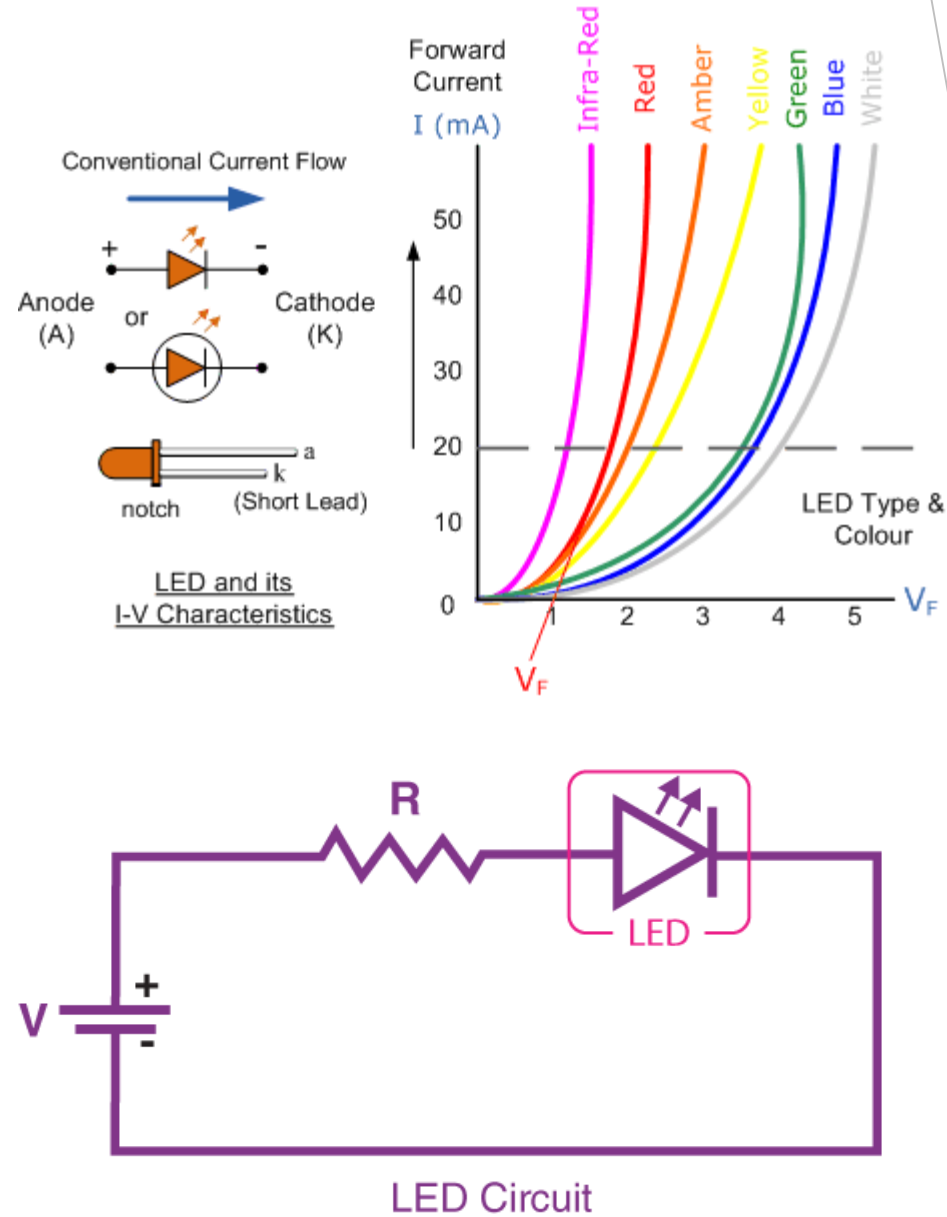 Forward
Current
I (mA)
Infra-Red
Red
Amber
Yellow
Green
Blue
White
Conventional Current Flow
+
-
Anode
(A)
or
Cathode
(K)
a
k
notch
(Short Lead)
LED and its
I-V Characteristics
50
40
30
20
10
0
1
2
3
4
5
LED Type &
Colour
VF
VF
R
LED
V
+
-
LED Circuit